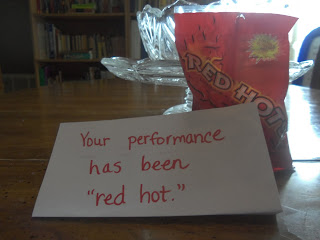 RED HOT
Your performance
has been
"red hot."